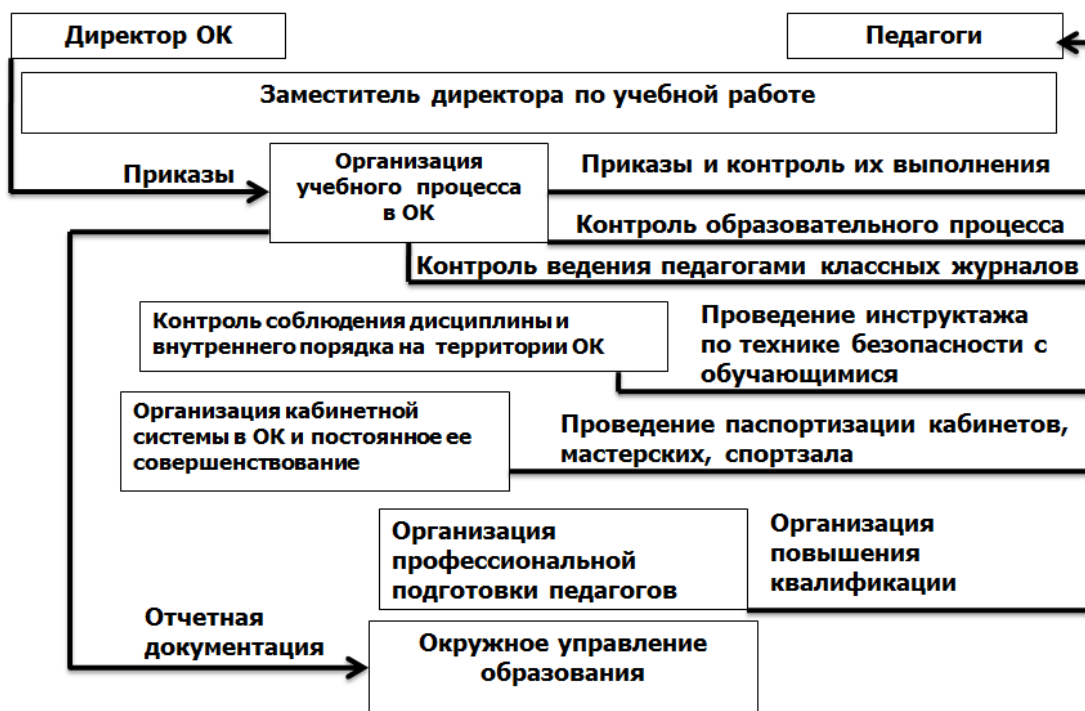 Директор ОК
Педагоги
Заместитель директора по учебной работе
Приказы
Организация
учебного процесса
в ОК
Приказы и контроль их выполнения
Контроль образовательного процесса
Контроль ведения педагогами классных журналов
Контроль соблюдения дисциплины и
внутреннего порядка на территории ОК
Проведение инструктажа
по технике безопасности с
обучающимися
Организация кабинетной
системы в ОК и постоянное ее
совершенствование
Проведение паспортизации кабинетов,
мастерских, спортзала
Организация
профессиональной
подготовки педагогов
Организация
повышения
квалификации
Отчетная
документация
Окружное управление
образования